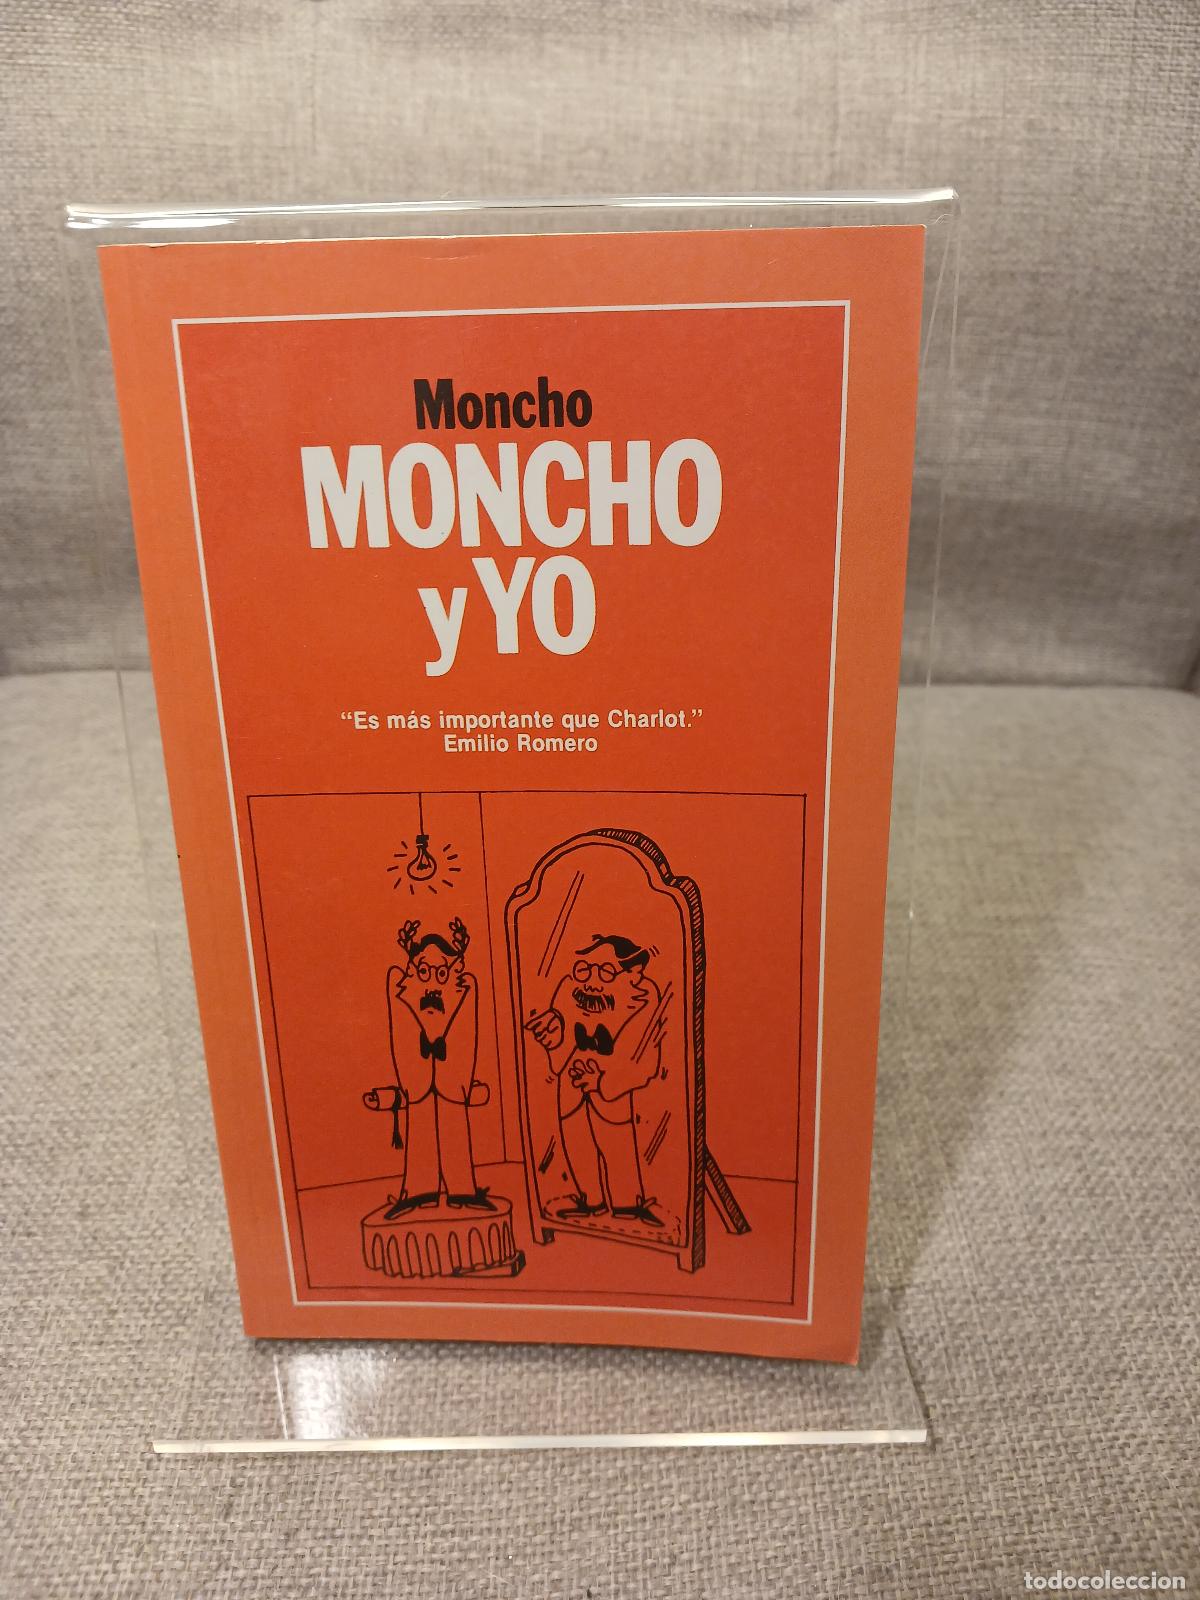 Moncho
MONCHO
y YO
“Es más importante que Charlot.”
Emilio Romero
todocoleccion